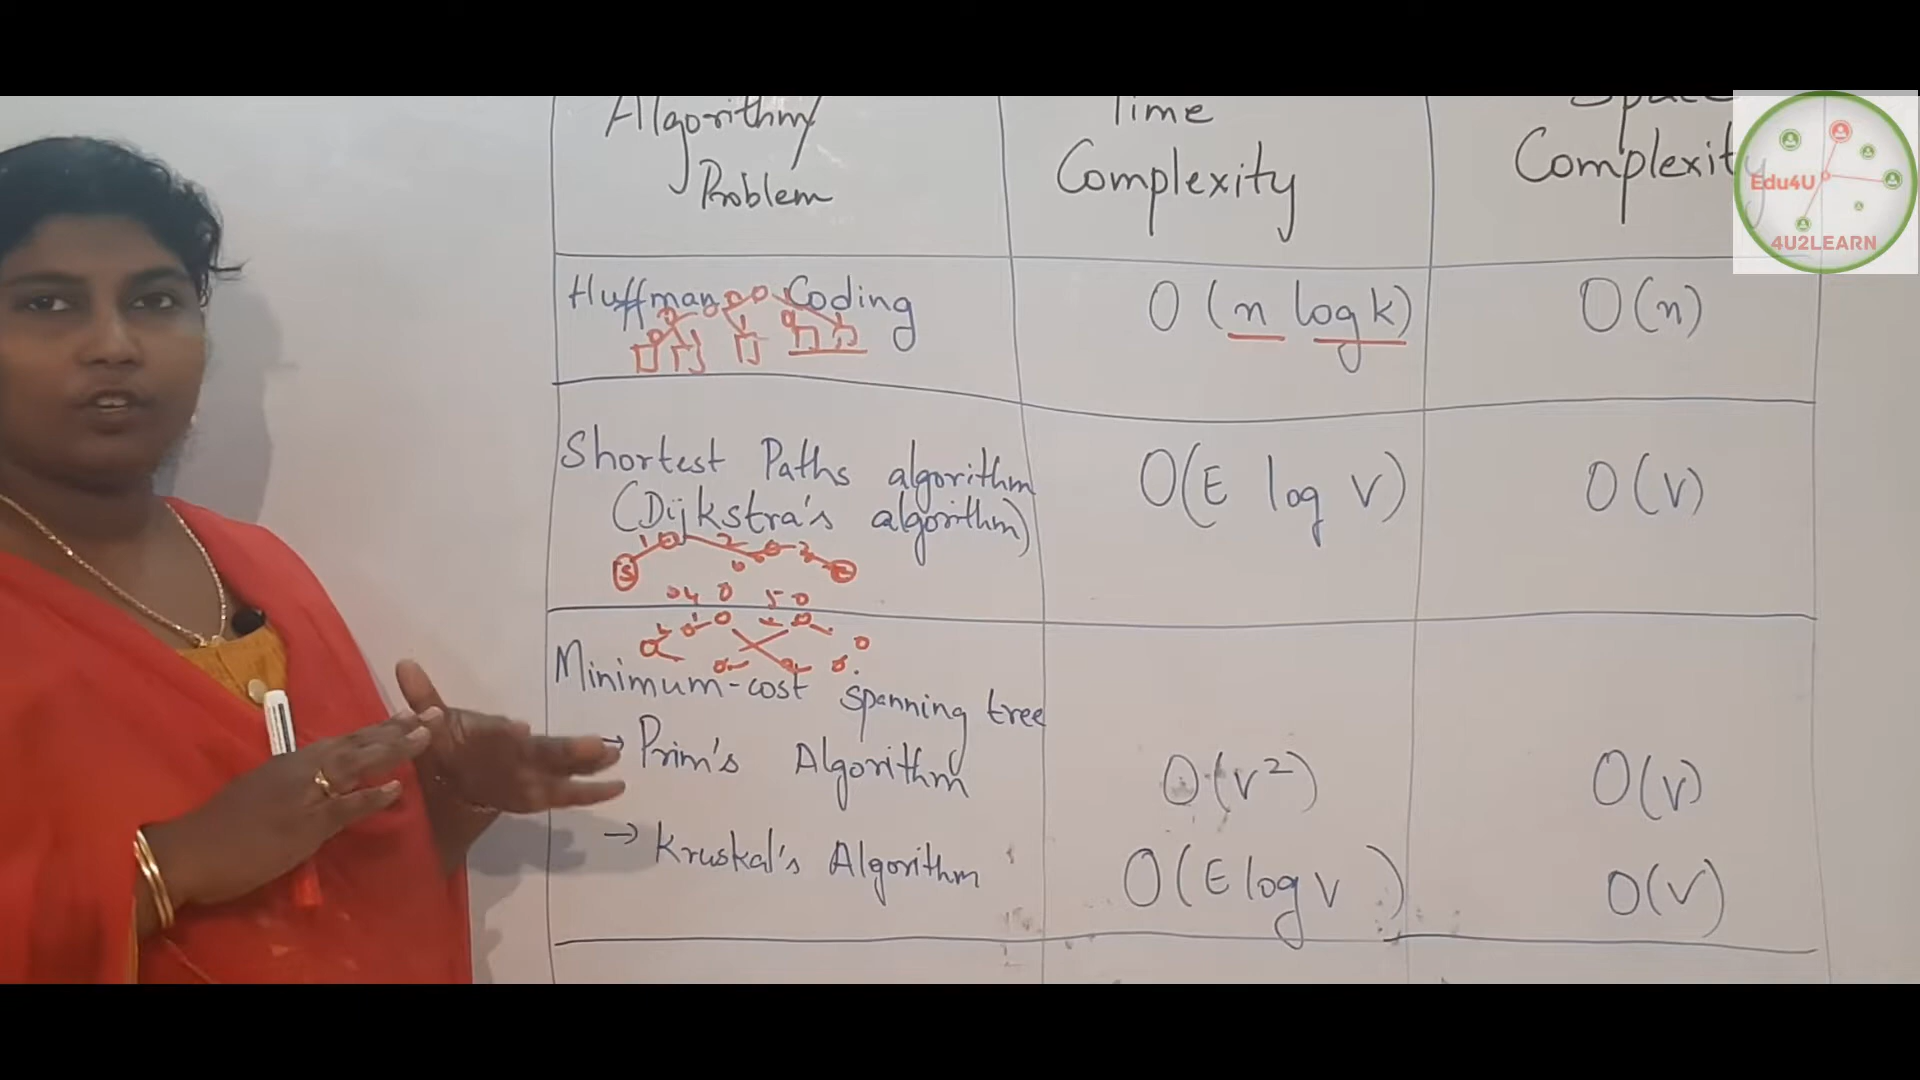 Algorithm/
Problem
Time
Complexity
Space
Complexity
Edu4U
4U2LEARN
Huffman Coding
O (n log k)
O(n)
Shortest Paths algorithm
(Dijkstra's algorithm)
O(E log V)
O(V)
Minimum-cost spanning tree
→ Prim's Algorithm
O(V²)
O(V)
→ Kruskal's Algorithm
O(E log V)
O(V)